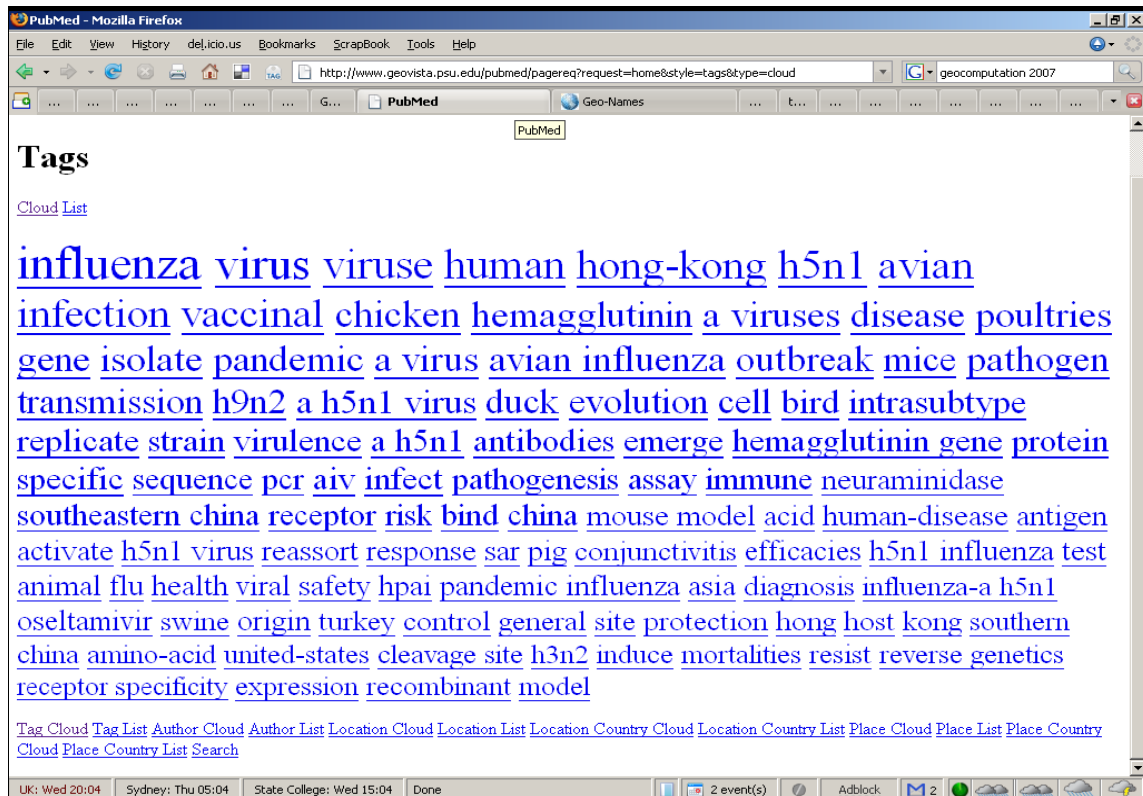 PubMed - Mozilla Firefox
File Edit View History del.icio.us Bookmarks ScrapBook Tools Help
TAG http://www.geovista.psu.edu/pubmed/pagereq?request=home&style=tags&type=cloud G geocomputation 2007
... ... ... ... ... ... G... PubMed Geo-Names ... t... ... ... ... ... ... ...
PubMed
Tags
Cloud List
influenza virus viruse human hong-kong h5n1 avian
infection vaccinal chicken hemagglutinin a viruses disease poultries
gene isolate pandemic a virus avian influenza outbreak mice pathogen
transmission h9n2 a h5n1 virus duck evolution cell bird intrasubtype
replicate strain virulence a h5n1 antibodies emerge hemagglutinin gene protein
specific sequence pcr aiv infect pathogenesis assay immune neuraminidase
southeastern china receptor risk bind china mouse model acid human-disease antigen
activate h5n1 virus reassort response sar pig conjunctivitis efficacies h5n1 influenza test
animal flu health viral safety hpai pandemic influenza asia diagnosis influenza-a h5n1
oseltamivir swine origin turkey control general site protection hong host kong southern
china amino-acid united-states cleavage site h3n2 induce mortalities resist reverse genetics
receptor specificity expression recombinant model
Tag Cloud Tag List Author Cloud Author List Location Cloud Location List Location Country Cloud Location Country List Place Cloud Place List Place Country
Cloud Place Country List Search
UK: Wed 20:04 Sydney: Thu 05:04 State College: Wed 15:04 Done 2 event(s) Adblock M 2